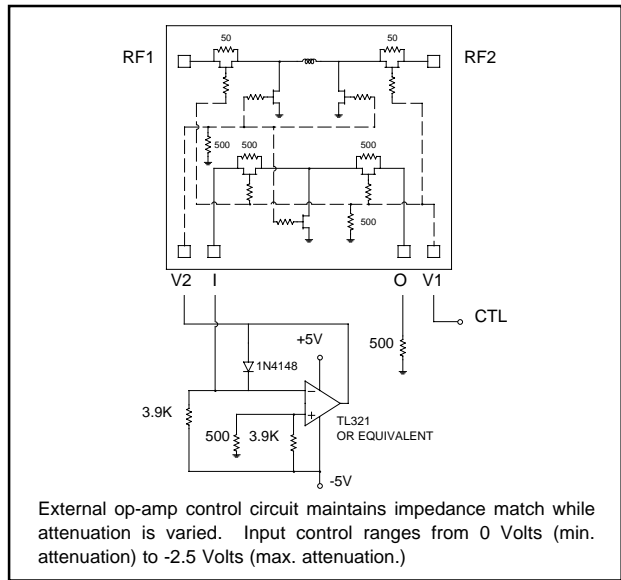 50
50
RF1
RF2
500
500
500
500
V2
I
O
V1
CTL
+5V
500
1N4148
3.9K
−
+
TL321
OR EQUIVALENT
500
3.9K
-5V
External op-amp control circuit maintains impedance match while
attenuation is varied. Input control ranges from 0 Volts (min.
attenuation) to -2.5 Volts (max. attenuation.)